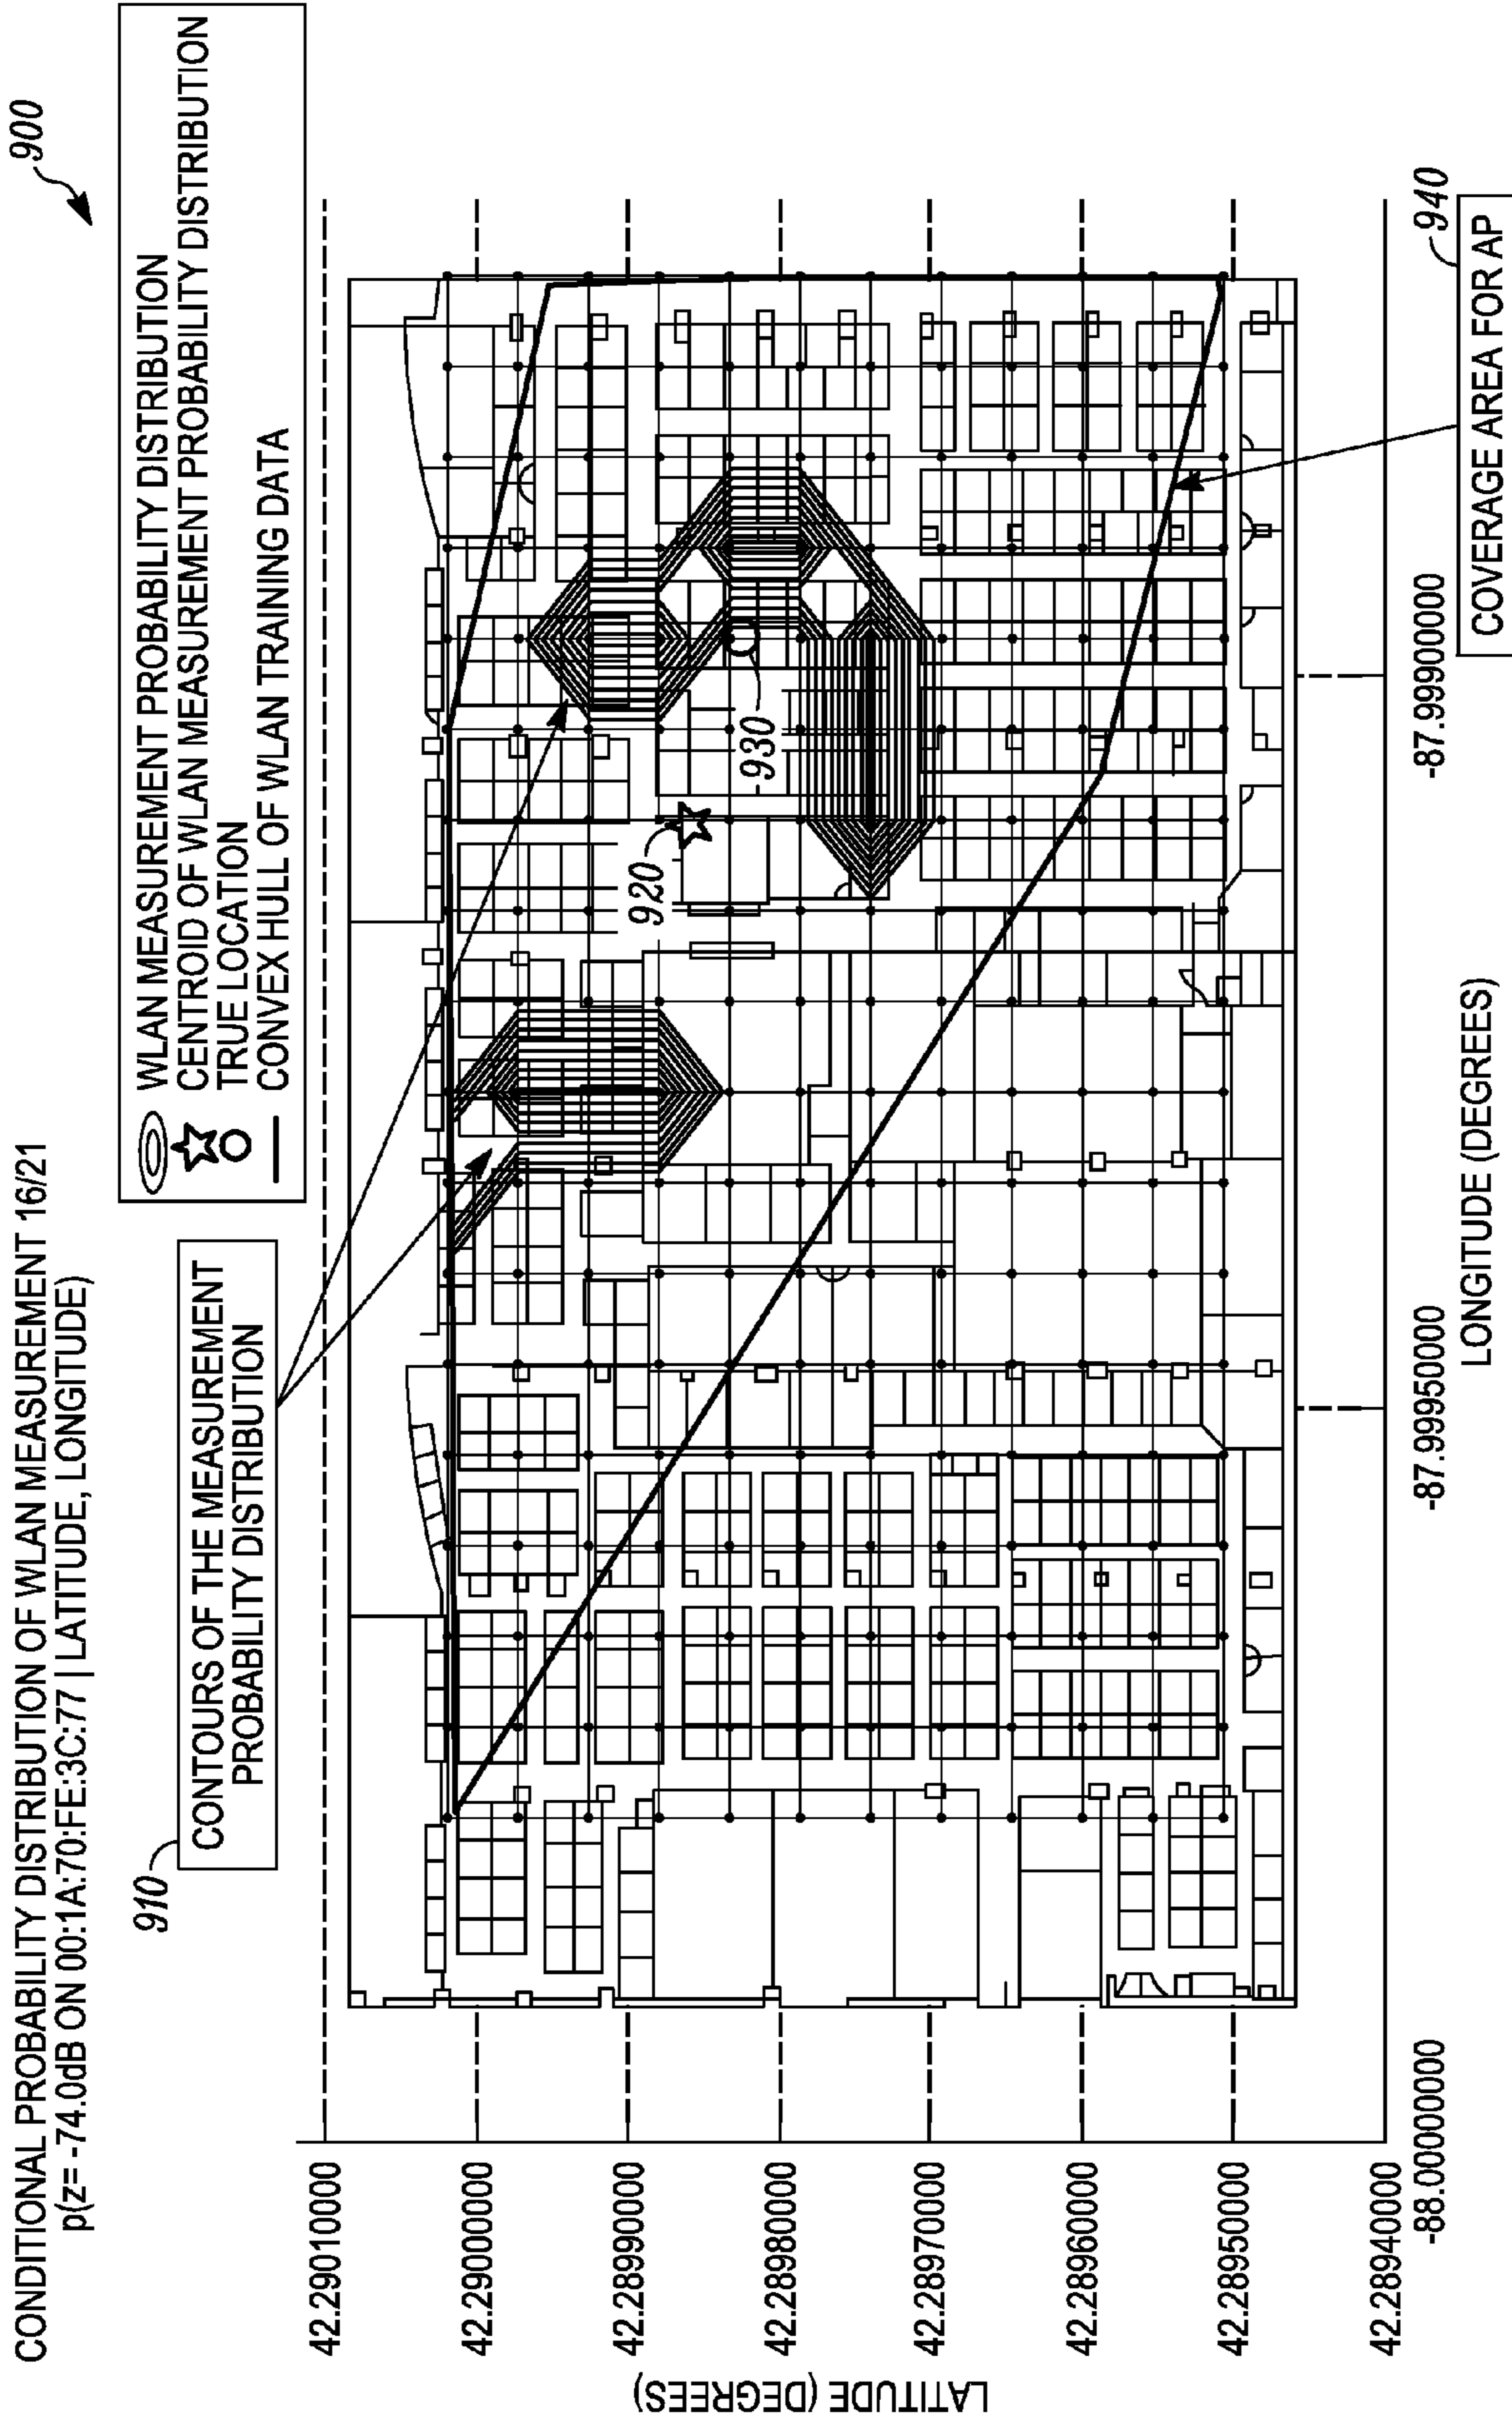 CONDITIONAL PROBABILITY DISTRIBUTION OF WLAN MEASUREMENT 16/21
p(z= -74.0dB ON 00:1A:70:FE:3C:77 | LATITUDE, LONGITUDE)
900
WLAN MEASUREMENT PROBABILITY DISTRIBUTION
CENTROID OF WLAN MEASUREMENT PROBABILITY DISTRIBUTION
TRUE LOCATION
CONVEX HULL OF WLAN TRAINING DATA
910
CONTOURS OF THE MEASUREMENT
PROBABILITY DISTRIBUTION
920
930
LATITUDE (DEGREES)
42.29010000
42.29000000
42.28990000
42.28980000
42.28970000
42.28960000
42.28950000
42.28940000
-88.00000000
-87.99950000
-87.99900000
LONGITUDE (DEGREES)
940
COVERAGE AREA FOR AP